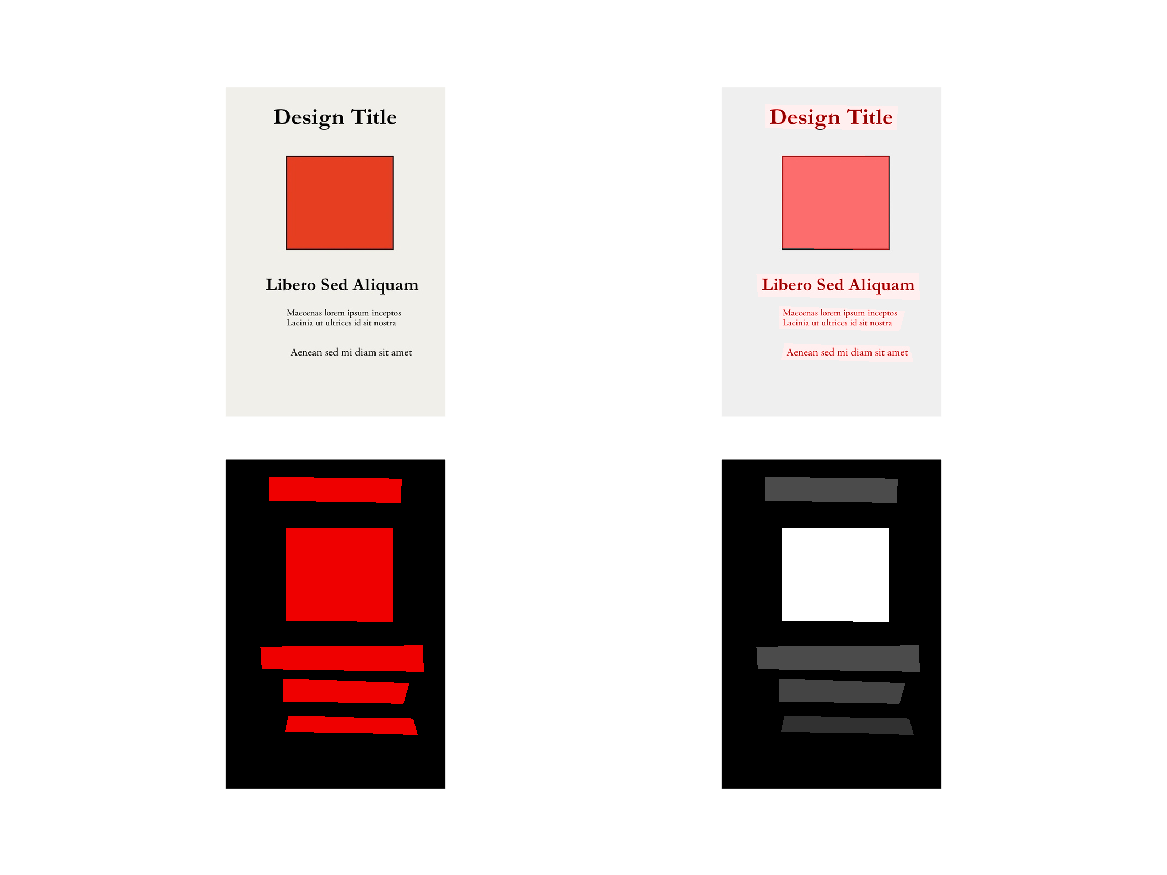 Design Title
Libero Sed Aliquam
Maecenas lorem ipsum inceptos
Lacinia ut ultrices id sit nostra
Aenean sed mi diam sit amet
Design Title
Libero Sed Aliquam
Maecenas lorem ipsum inceptos
Lacinia ut ultrices id sit nostra
Aenean sed mi diam sit amet